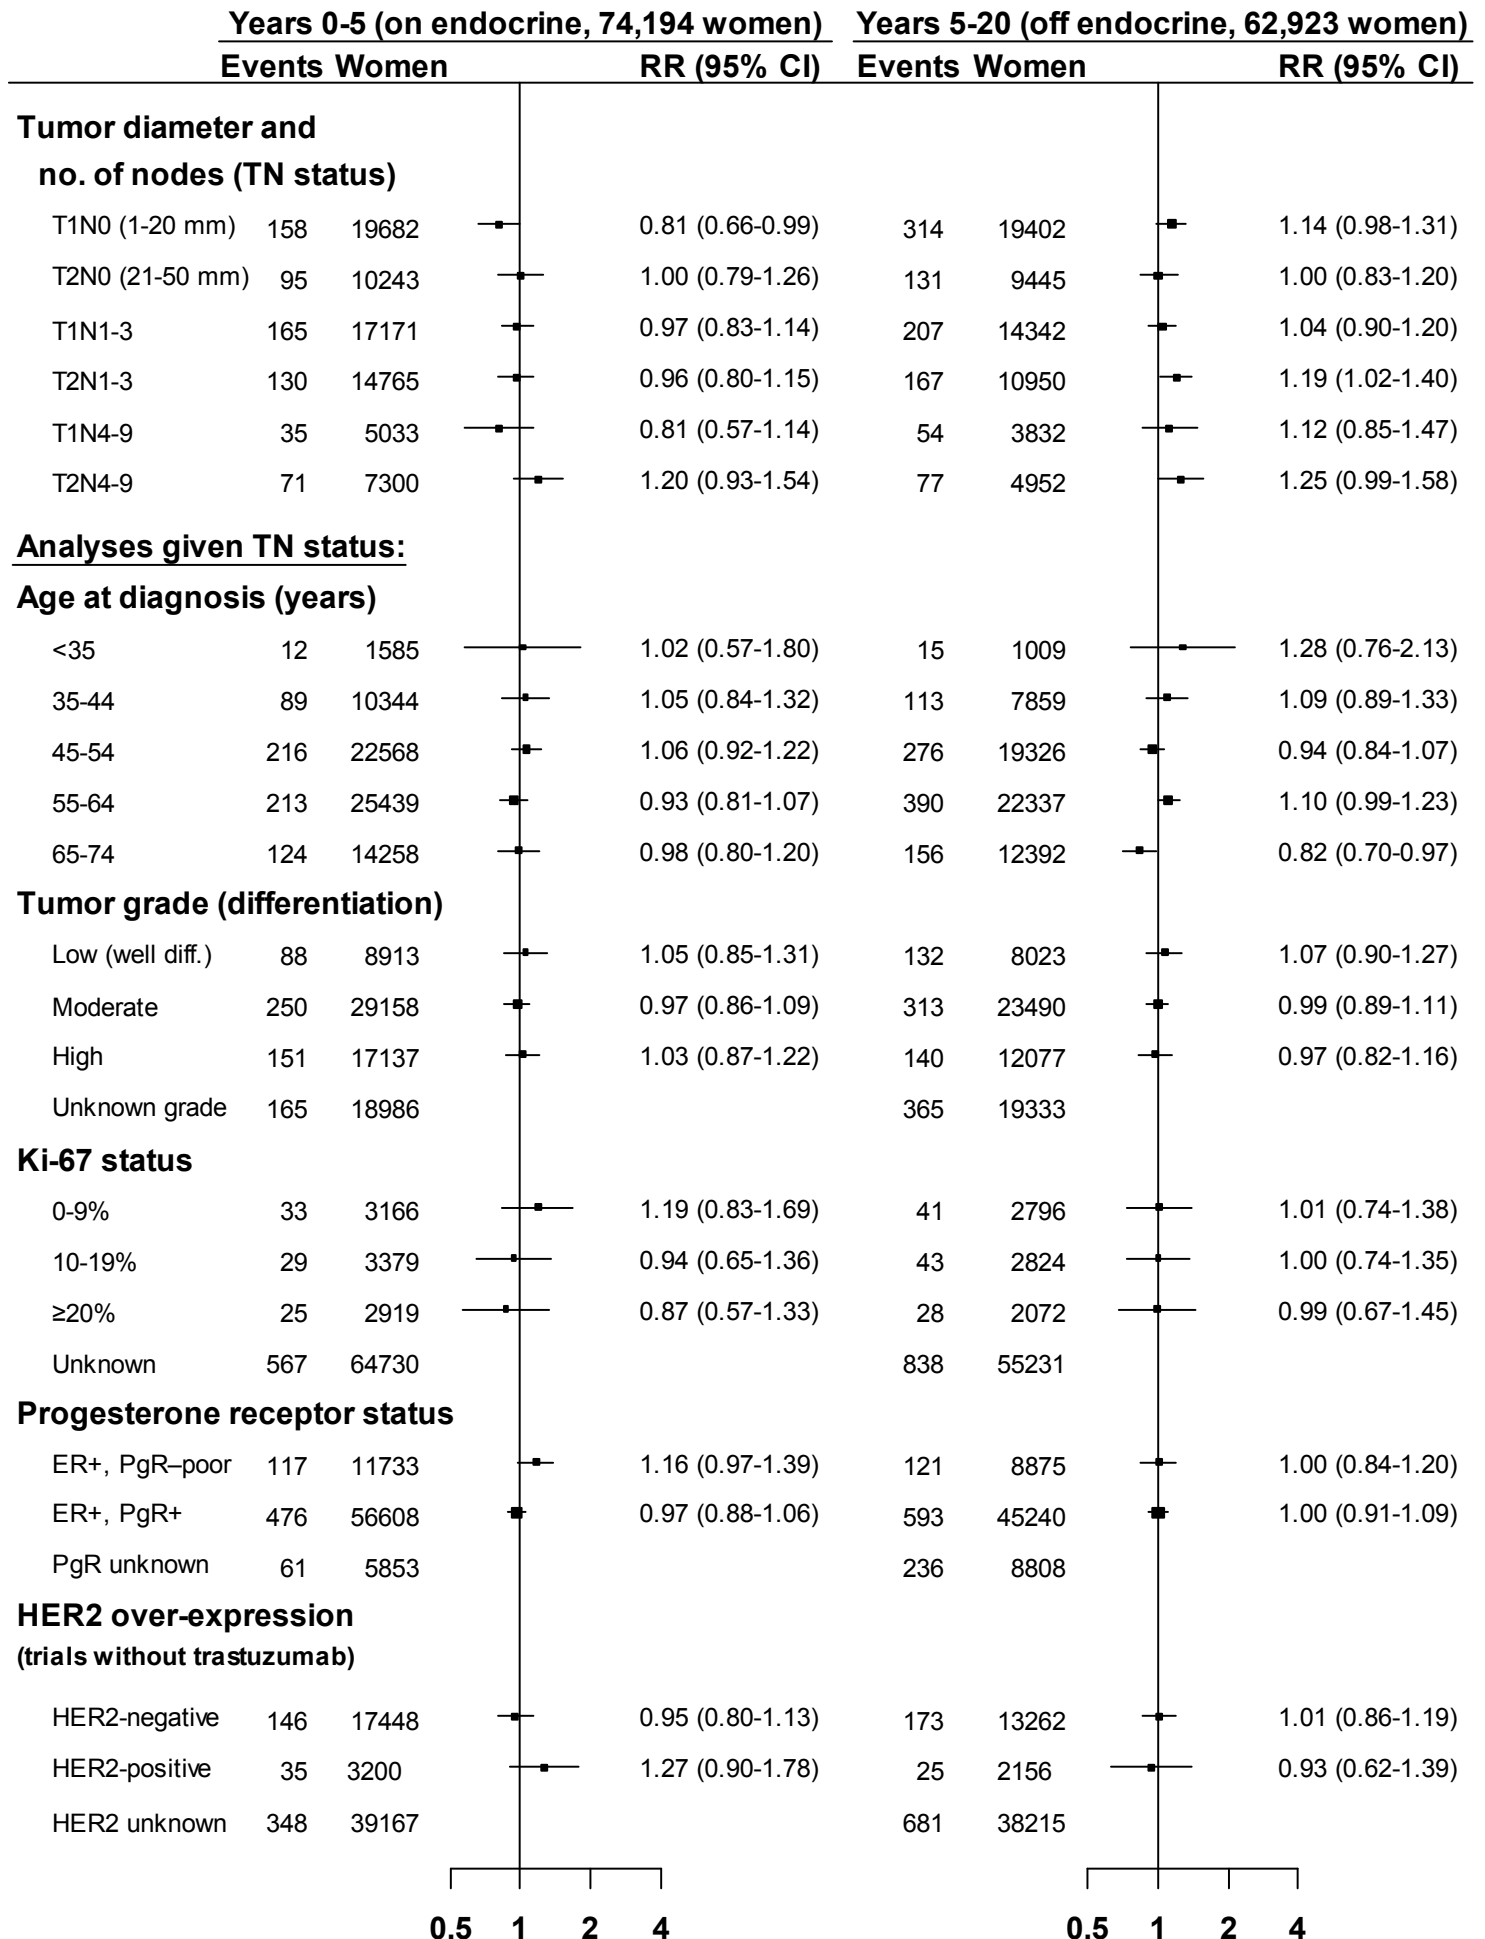 Years 0-5 (on endocrine, 74,194 women) Years 5-20 (off endocrine, 62,923 women)
Events Women RR (95% CI) Events Women RR (95% CI)
Tumor diameter and
no. of nodes (TN status)
T1N0 (1-20 mm) 158 19682 0.81 (0.66-0.99) 314 19402 1.14 (0.98-1.31)
T2N0 (21-50 mm) 95 10243 1.00 (0.79-1.26) 131 9445 1.00 (0.83-1.20)
T1N1-3 165 17171 0.97 (0.83-1.14) 207 14342 1.04 (0.90-1.20)
T2N1-3 130 14765 0.96 (0.80-1.15) 167 10950 1.19 (1.02-1.40)
T1N4-9 35 5033 0.81 (0.57-1.14) 54 3832 1.12 (0.85-1.47)
T2N4-9 71 7300 1.20 (0.93-1.54) 77 4952 1.25 (0.99-1.58)
Analyses given TN status:
Age at diagnosis (years)
<35 12 1585 1.02 (0.57-1.80) 15 1009 1.28 (0.76-2.13)
35-44 89 10344 1.05 (0.84-1.32) 113 7859 1.09 (0.89-1.33)
45-54 216 22568 1.06 (0.92-1.22) 276 19326 0.94 (0.84-1.07)
55-64 213 25439 0.93 (0.81-1.07) 390 22337 1.10 (0.99-1.23)
65-74 124 14258 0.98 (0.80-1.20) 156 12392 0.82 (0.70-0.97)
Tumor grade (differentiation)
Low (well diff.) 88 8913 1.05 (0.85-1.31) 132 8023 1.07 (0.90-1.27)
Moderate 250 29158 0.97 (0.86-1.09) 313 23490 0.99 (0.89-1.11)
High 151 17137 1.03 (0.87-1.22) 140 12077 0.97 (0.82-1.16)
Unknown grade 165 18986 365 19333
Ki-67 status
0-9% 33 3166 1.19 (0.83-1.69) 41 2796 1.01 (0.74-1.38)
10-19% 29 3379 0.94 (0.65-1.36) 43 2824 1.00 (0.74-1.35)
≥20% 25 2919 0.87 (0.57-1.33) 28 2072 0.99 (0.67-1.45)
Unknown 567 64730 838 55231
Progesterone receptor status
ER+, PgR–poor 117 11733 1.16 (0.97-1.39) 121 8875 1.00 (0.84-1.20)
ER+, PgR+ 476 56608 0.97 (0.88-1.06) 593 45240 1.00 (0.91-1.09)
PgR unknown 61 5853 236 8808
HER2 over-expression
(trials without trastuzumab)
HER2-negative 146 17448 0.95 (0.80-1.13) 173 13262 1.01 (0.86-1.19)
HER2-positive 35 3200 1.27 (0.90-1.78) 25 2156 0.93 (0.62-1.39)
HER2 unknown 348 39167 681 38215
0.5 1 2 4 0.5 1 2 4